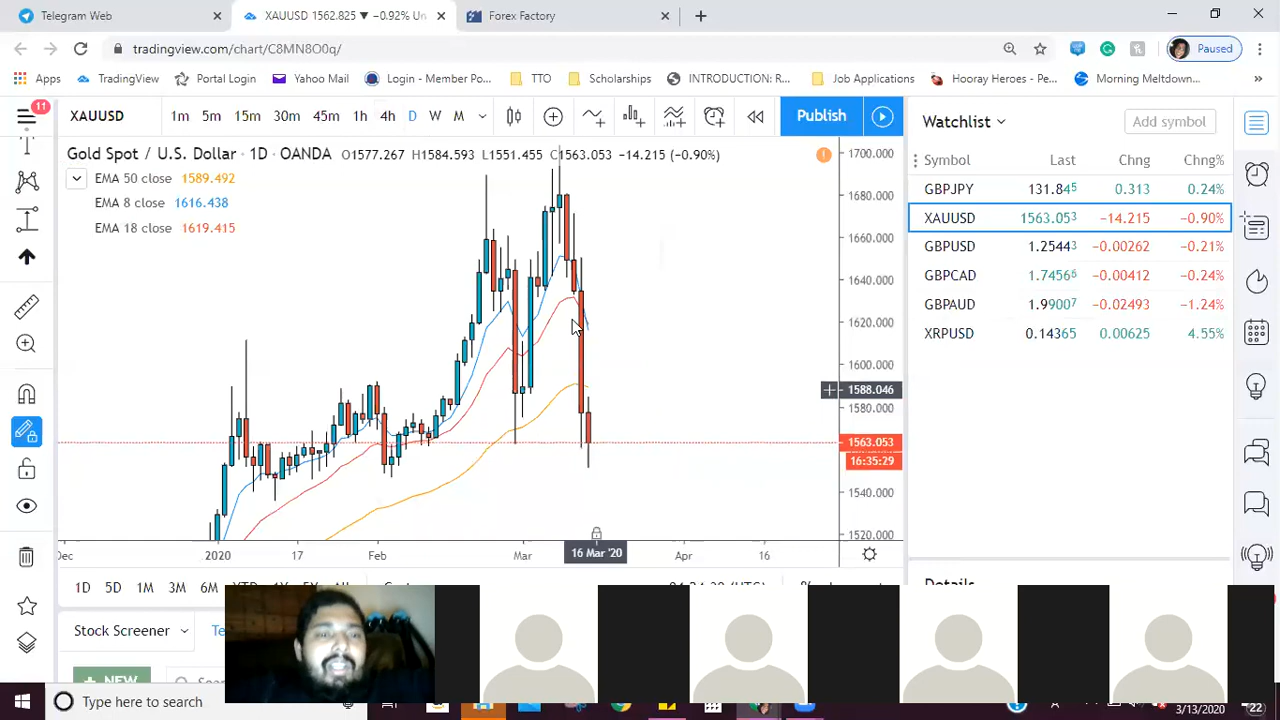 Telegram Web
XAUUSD 1562.825 ▼ −0.92% Un
Forex Factory
tradingview.com/chart/C8MN8O0q/
Paused
Apps
TradingView
Portal Login
Yahoo Mail
Login - Member Po...
TTO
Scholarships
INTRODUCTION: R...
Job Applications
Hooray Heroes - Pe...
Morning Meltdown...
»
11
XAUUSD
1m 5m 15m 30m 45m 1h 4h D W M
Publish
Gold Spot / U.S. Dollar · 1D · OANDA O1577.267 H1584.593 L1551.455 C1563.053 −14.215 (−0.90%)
EMA 50 close 1589.492
EMA 8 close 1616.438
EMA 18 close 1619.415
1700.000
1680.000
1660.000
1640.000
1620.000
1600.000
1588.046
1580.000
1563.053
16:35:29
1540.000
1520.000
Dec 2020 17 Feb Mar 16 Mar '20 Apr 16
1D 5D 1M 3M 6M YTD 1Y 5Y All
Stock Screener
NEW
Watchlist
Add symbol
Symbol Last Chng Chng%
GBPJPY 131.845 0.313 0.24%
XAUUSD 1563.053 −14.215 −0.90%
GBPUSD 1.25443 −0.00262 −0.21%
GBPCAD 1.74566 −0.00412 −0.24%
GBPAUD 1.99007 −0.02493 −1.24%
XRPUSD 0.14365 0.00625 4.55%
Details
Type here to search
3/13/2020
22